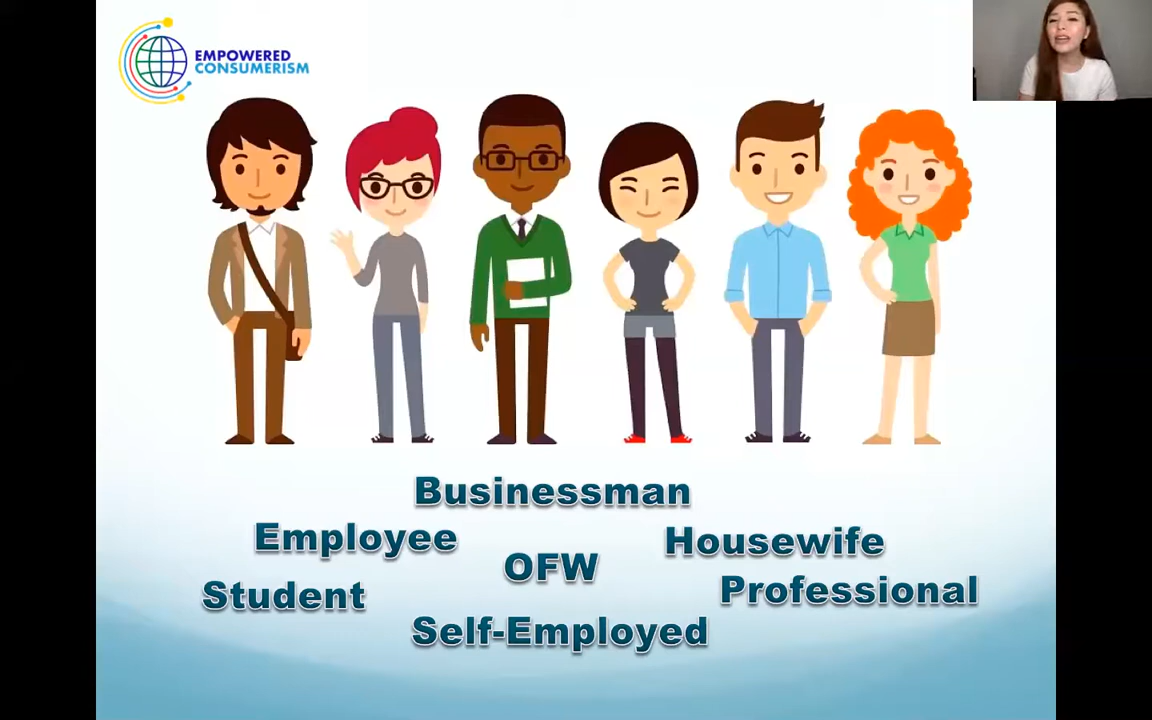 EMPOWERED
CONSUMERISM
Businessman
Employee
Housewife
OFW
Student
Professional
Self-Employed